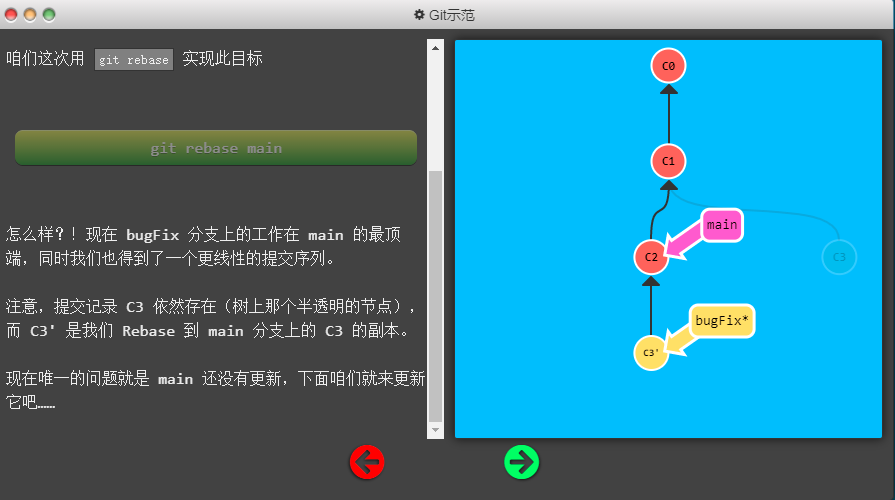 Git示范
咱们这次用 git rebase 实现此目标
git rebase main
怎么样？！现在 bugFix 分支上的工作在 main 的最顶
端，同时我们也得到了一个更线性的提交序列。
注意，提交记录 C3 依然存在（树上那个半透明的节点），
而 C3' 是我们 Rebase 到 main 分支上的 C3 的副本。
现在唯一的问题就是 main 还没有更新，下面咱们就来更新
它吧……
C0
C1
main
C2
C3
bugFix*
C3'